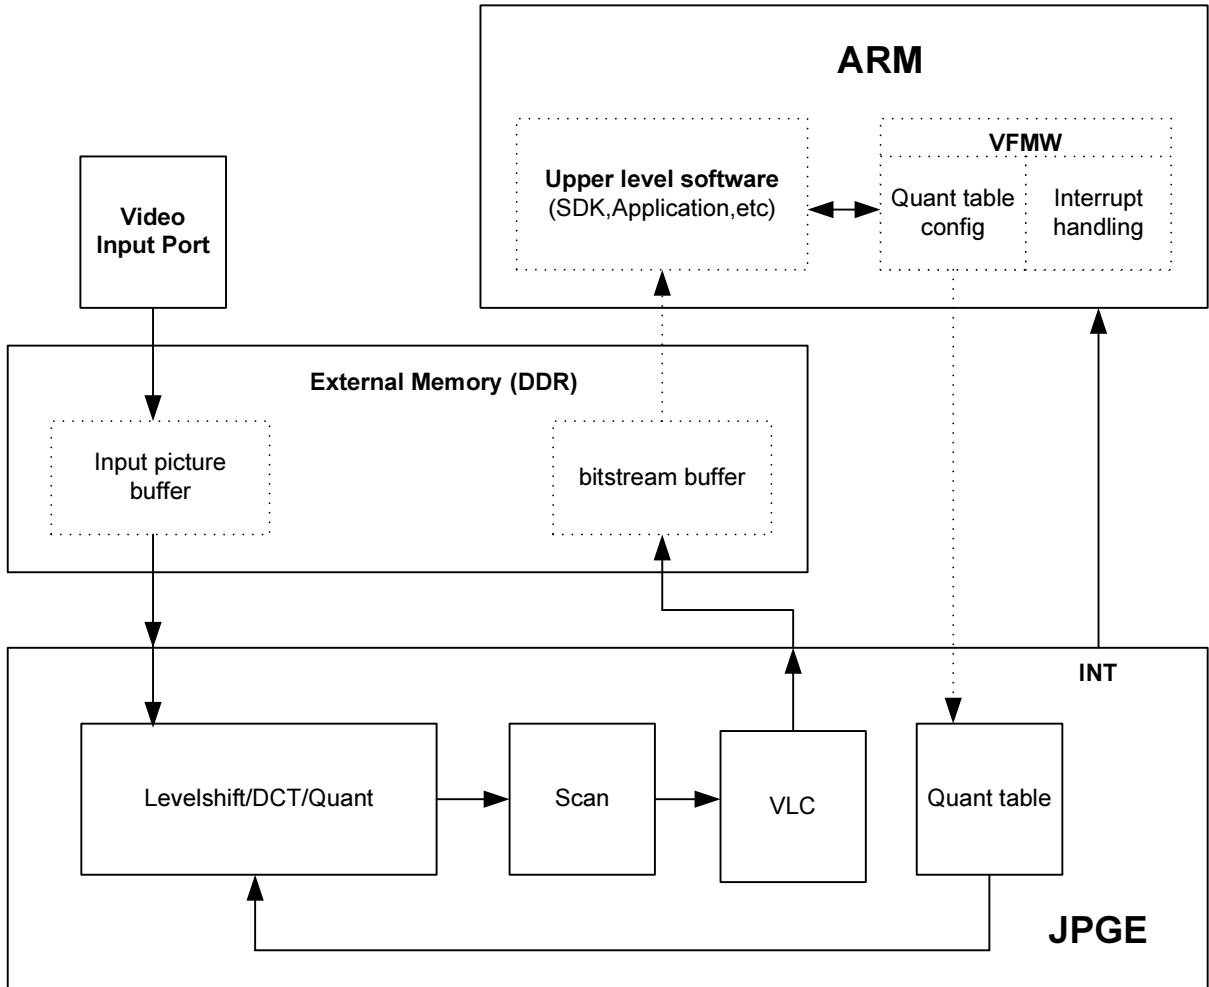 ARM
VFMW
Upper level software
(SDK,Application,etc)
Quant table
config
Interrupt
handling
Video
Input Port
External Memory (DDR)
Input picture
buffer
bitstream buffer
INT
Levelshift/DCT/Quant
Scan
VLC
Quant table
JPGE